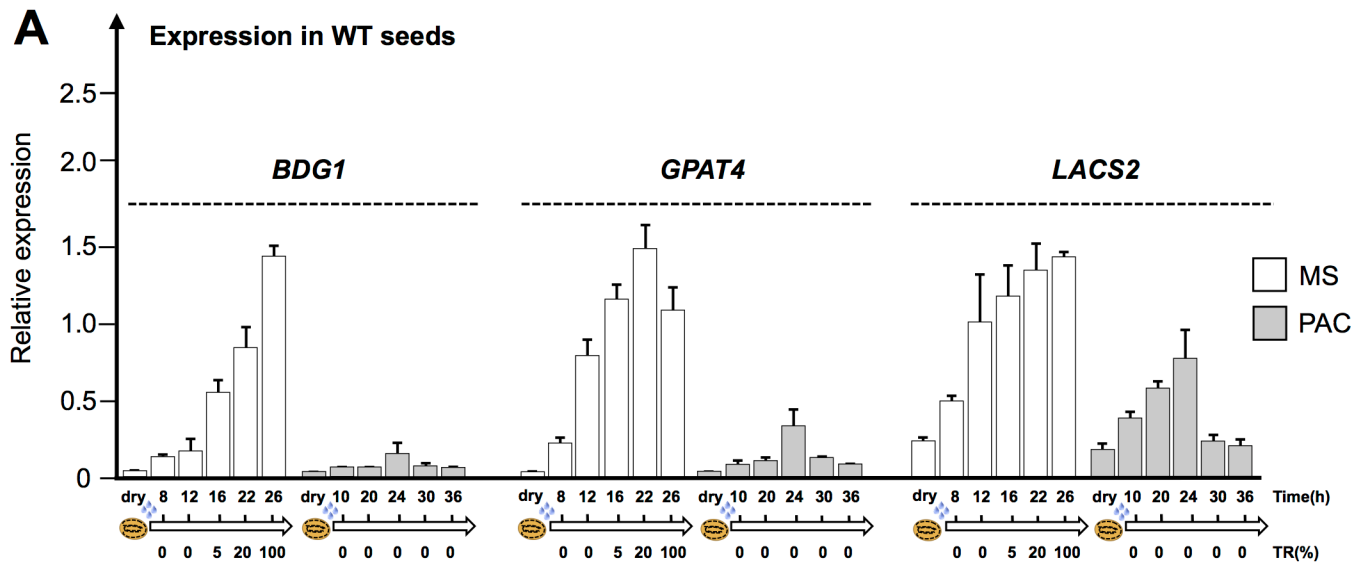 A
Expression in WT seeds
Relative expression
2.5
2.0
1.5
1.0
0.5
0
BDG1
GPAT4
LACS2
MS
PAC
dry 8 12 16 22 26 dry 10 20 24 30 36 dry 8 12 16 22 26 dry 10 20 24 30 36 dry 8 12 16 22 26 dry 10 20 24 30 36 Time(h)
0 0 5 20 100 0 0 0 0 0 0 0 5 20 100 0 0 0 0 0 0 0 5 20 100 0 0 0 0 0 TR(%)